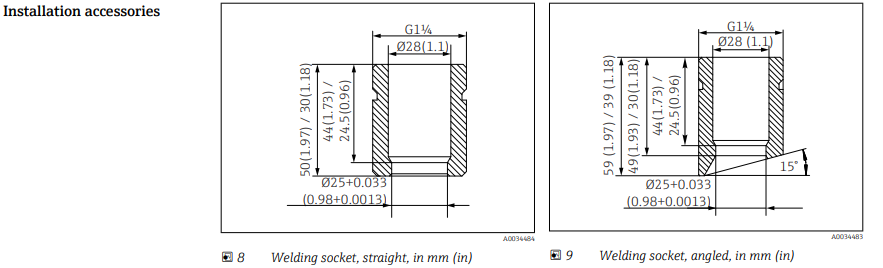 Installation accessories
G1¼
Ø28(1.1)
50(1.97) / 30(1.18)
44(1.73) /
24.5(0.96)
Ø25+0.033
(0.98+0.0013)
A0034484
8 Welding socket, straight, in mm (in)
G1¼
Ø28 (1.1)
59 (1.97) / 39 (1.18)
49(1.93) / 30(1.18)
44(1.73) /
24.5(0.96)
15°
Ø25+0.033
(0.98+0.0013)
A0034483
9 Welding socket, angled, in mm (in)